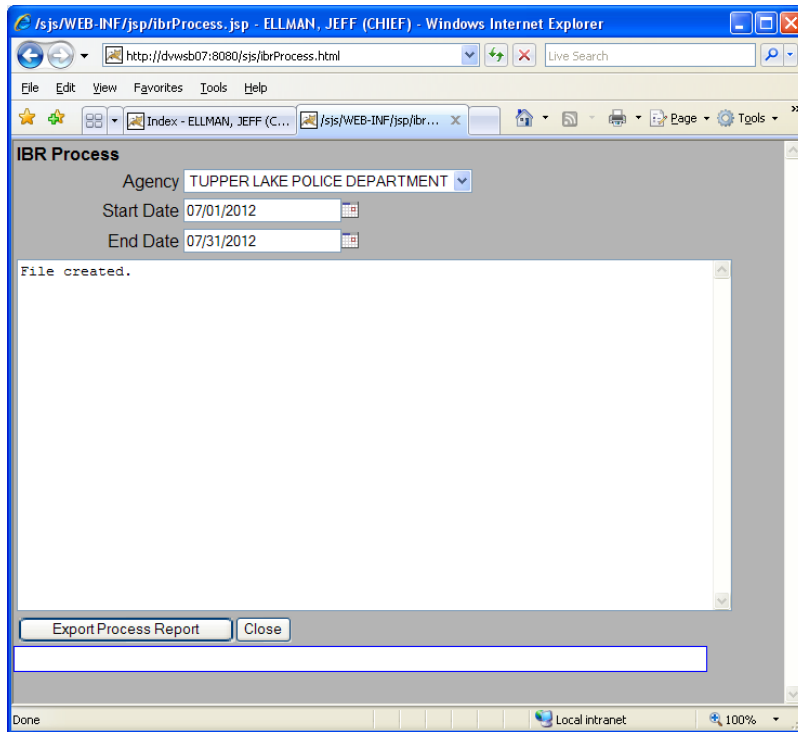 /sjs/WEB-INF/jsp/ibrProcess.jsp - ELLMAN, JEFF (CHIEF) - Windows Internet Explorer
http://dvwsb07:8080/sjs/ibrProcess.html
Live Search
File Edit View Favorites Tools Help
Index - ELLMAN, JEFF (C...
/sjs/WEB-INF/jsp/ibr... X
Page
Tools
IBR Process
Agency TUPPER LAKE POLICE DEPARTMENT
Start Date 07/01/2012
End Date 07/31/2012
File created.
Export Process Report Close
Done Local intranet 100%